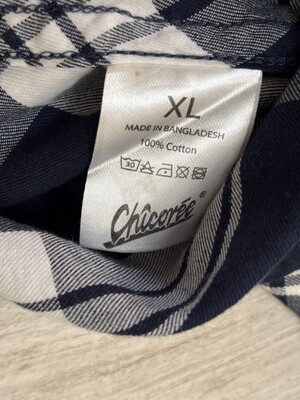 XL
MADE IN BANGLADESH
100% Cotton
30
Chicorée®